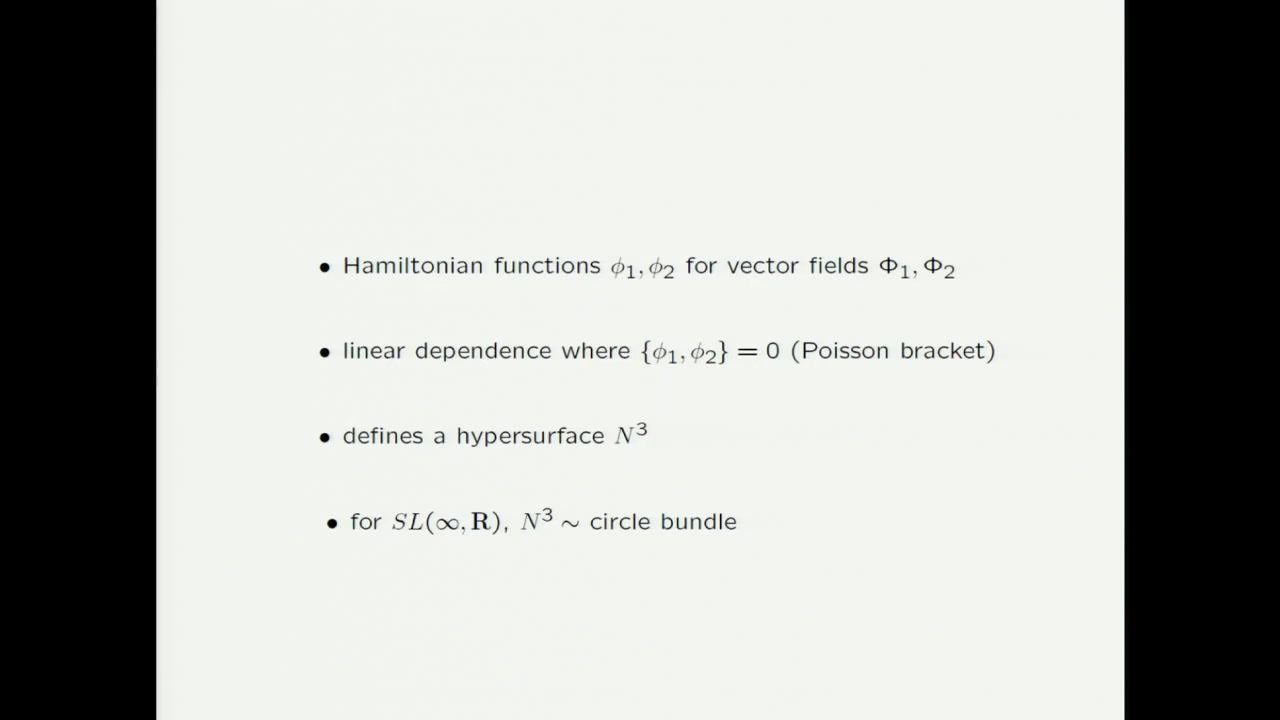 • Hamiltonian functions ϕ₁, ϕ₂ for vector fields Φ₁, Φ₂
• linear dependence where {ϕ₁, ϕ₂} = 0 (Poisson bracket)
• defines a hypersurface N³
• for SL(∞, R), N³ ∼ circle bundle